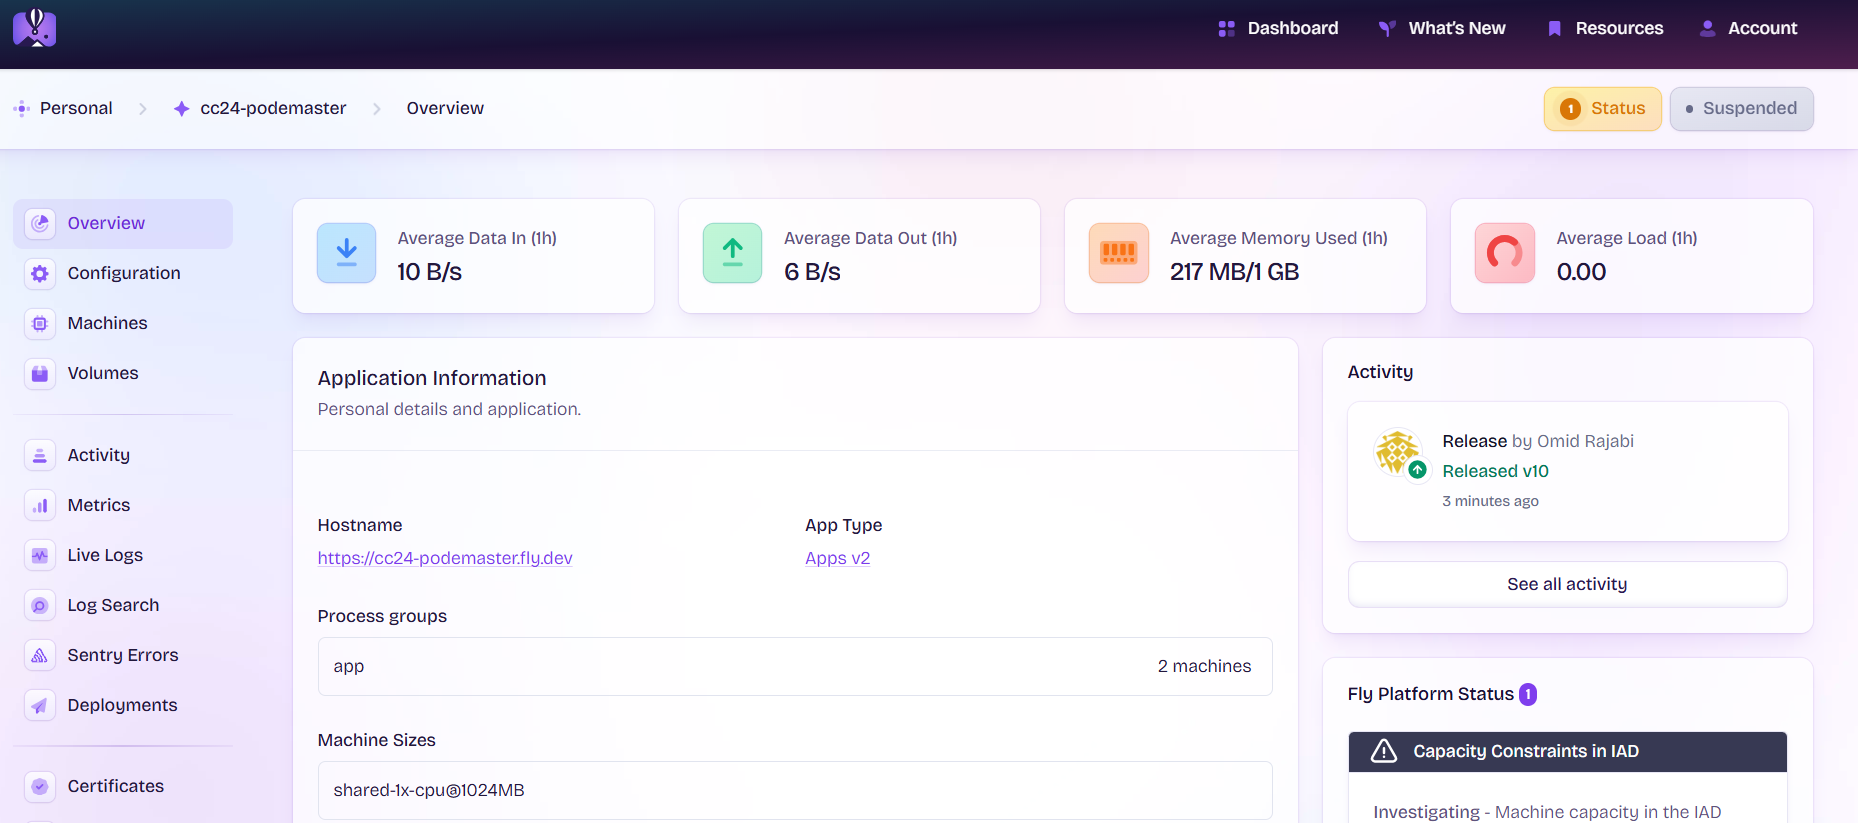 Dashboard
What's New
Resources
Account
Personal
cc24-podemaster
Overview
1 Status
Suspended
Overview
Configuration
Machines
Volumes
Activity
Metrics
Live Logs
Log Search
Sentry Errors
Deployments
Certificates
Average Data In (1h)
10 B/s
Average Data Out (1h)
6 B/s
Average Memory Used (1h)
217 MB/1 GB
Average Load (1h)
0.00
Application Information
Personal details and application.
Hostname
https://cc24-podemaster.fly.dev
App Type
Apps v2
Process groups
app
2 machines
Machine Sizes
shared-1x-cpu@1024MB
Activity
Release by Omid Rajabi
Released v10
3 minutes ago
See all activity
Fly Platform Status 1
Capacity Constraints in IAD
Investigating - Machine capacity in the IAD